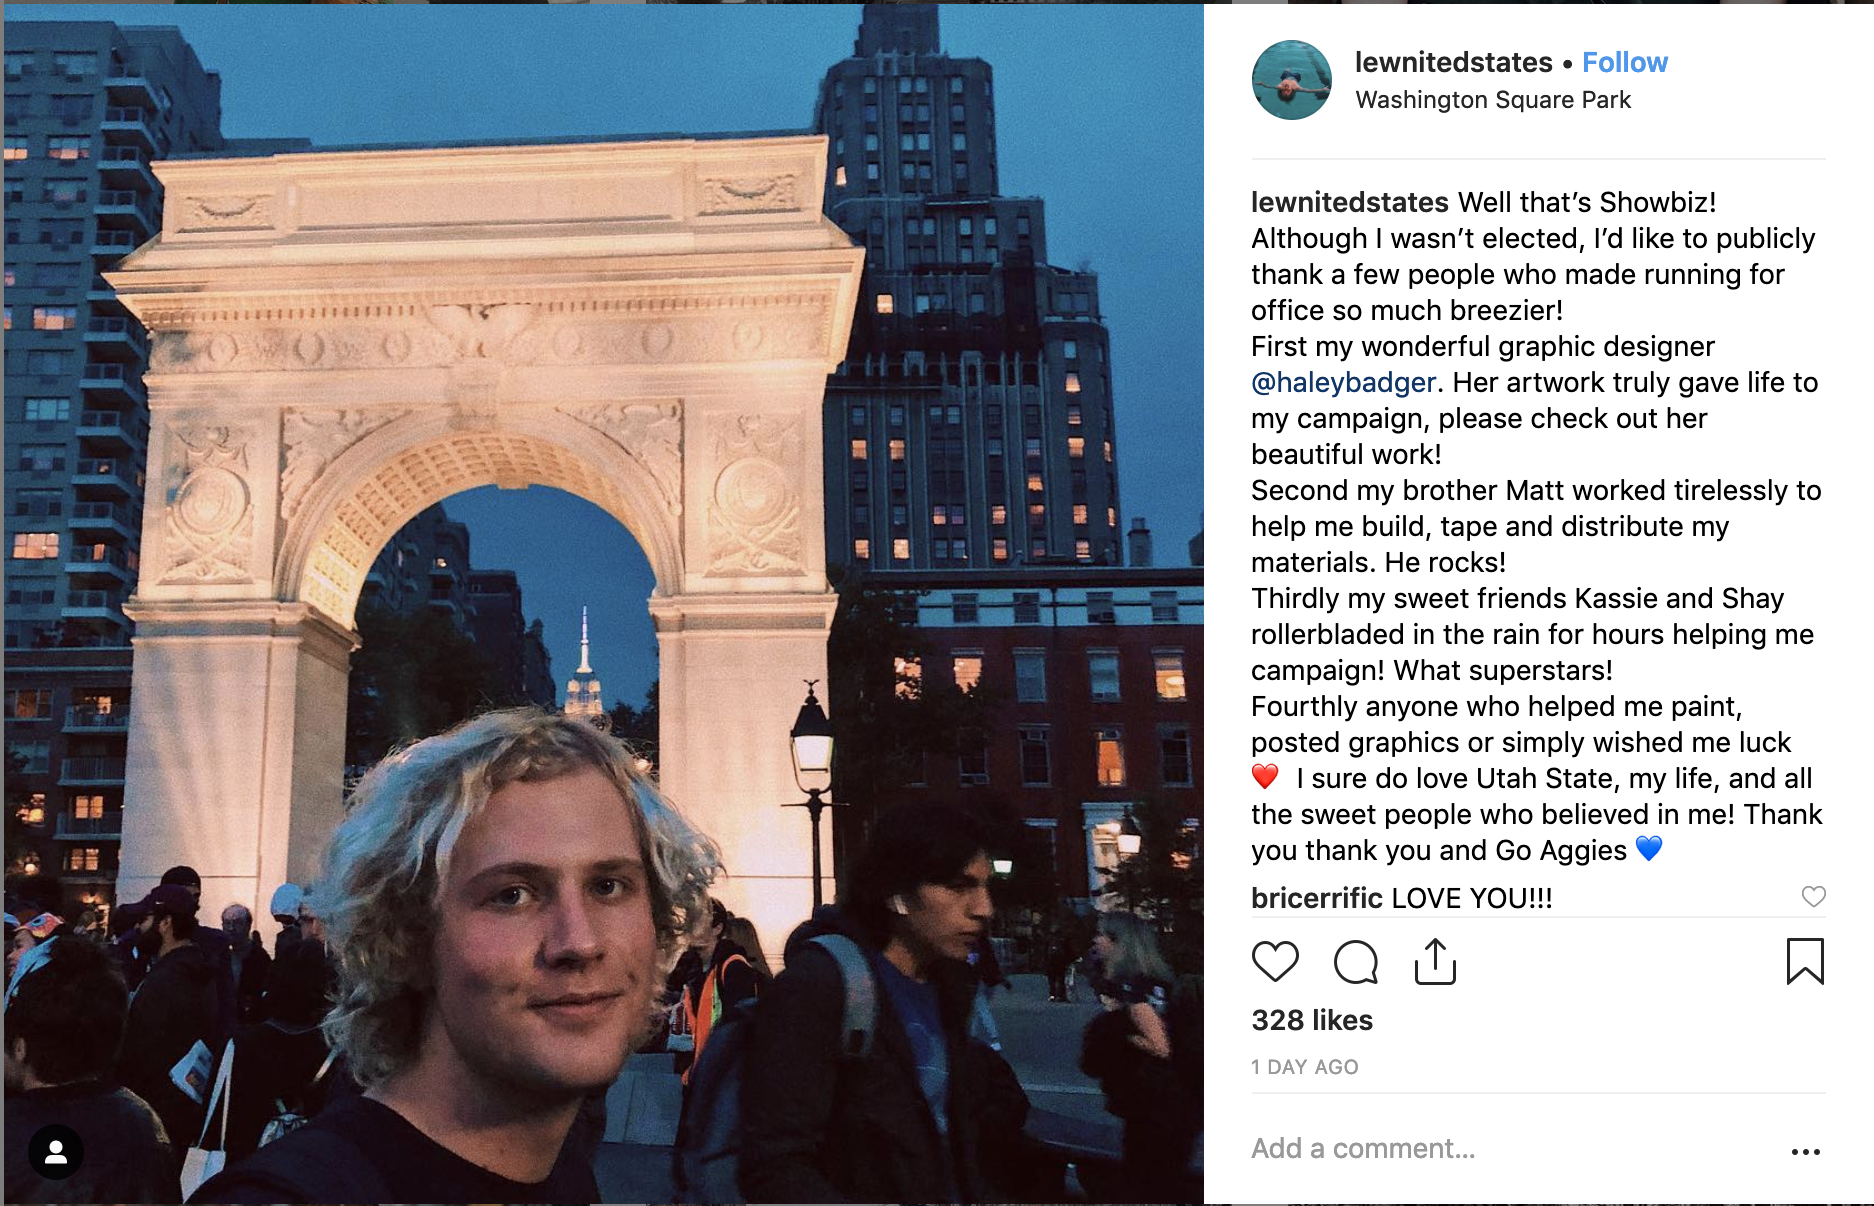 lewnitedstates • Follow
Washington Square Park
lewnitedstates Well that’s Showbiz!
Although I wasn’t elected, I’d like to publicly
thank a few people who made running for
office so much breezier!
First my wonderful graphic designer
@haleybadger. Her artwork truly gave life to
my campaign, please check out her
beautiful work!
Second my brother Matt worked tirelessly to
help me build, tape and distribute my
materials. He rocks!
Thirdly my sweet friends Kassie and Shay
rollerbladed in the rain for hours helping me
campaign! What superstars!
Fourthly anyone who helped me paint,
posted graphics or simply wished me luck
❤️ I sure do love Utah State, my life, and all
the sweet people who believed in me! Thank
you thank you and Go Aggies 💙
bricerrific LOVE YOU!!!
328 likes
1 DAY AGO
Add a comment...